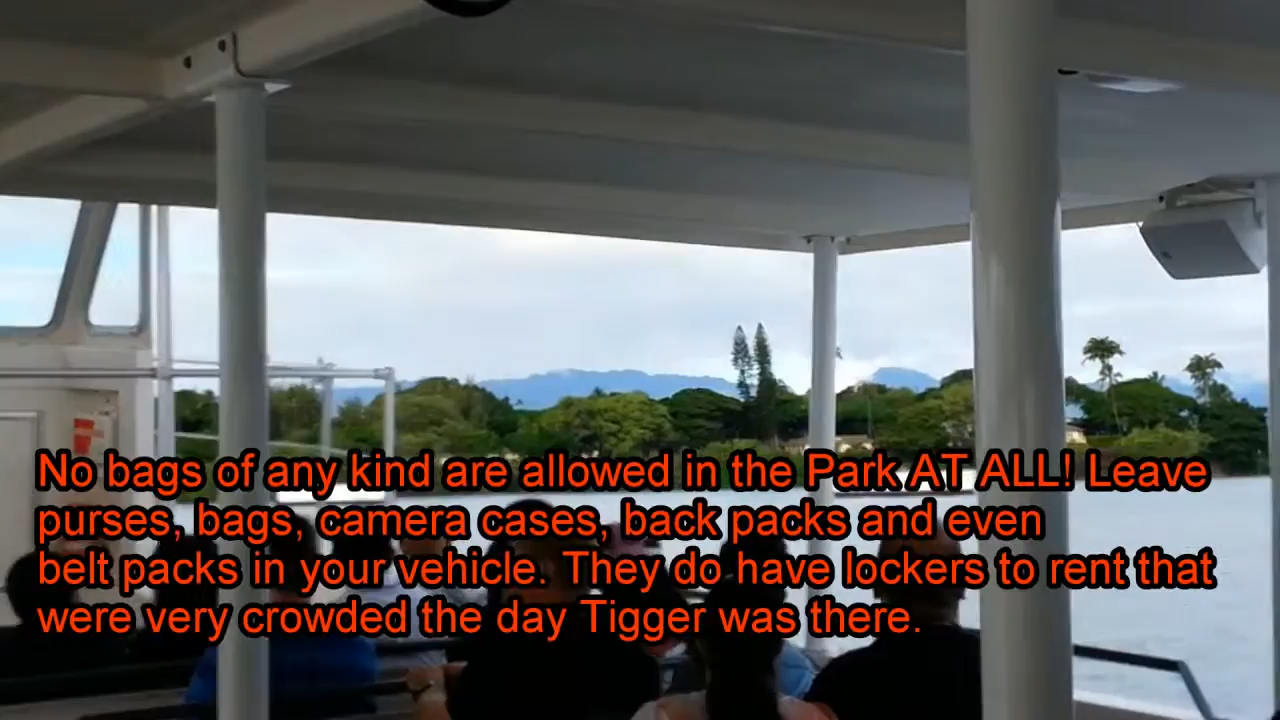 No bags of any kind are allowed in the Park AT ALL! Leave
purses, bags, camera cases, back packs and even
belt packs in your vehicle. They do have lockers to rent that
were very crowded the day Tigger was there.